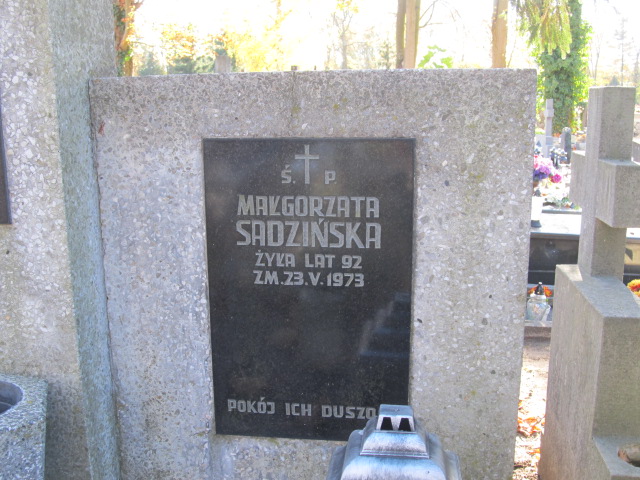 Ś. P
MAŁGORZATA
SADZIŃSKA
ŻYŁA LAT 92
ZM. 23. V. 1973
POKÓJ ICH DUSZO